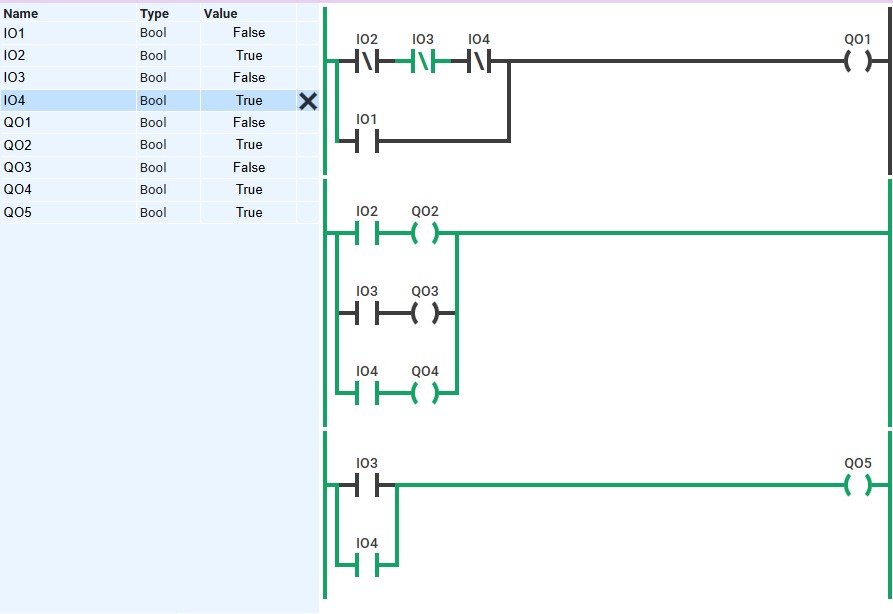 Name Type Value
IO1 Bool False
IO2 Bool True
IO3 Bool False
IO4 Bool True
QO1 Bool False
QO2 Bool True
QO3 Bool False
QO4 Bool True
QO5 Bool True
IO2 IO3 IO4 QO1
IO1
IO2 QO2
IO3 QO3
IO4 QO4
IO3 QO5
IO4